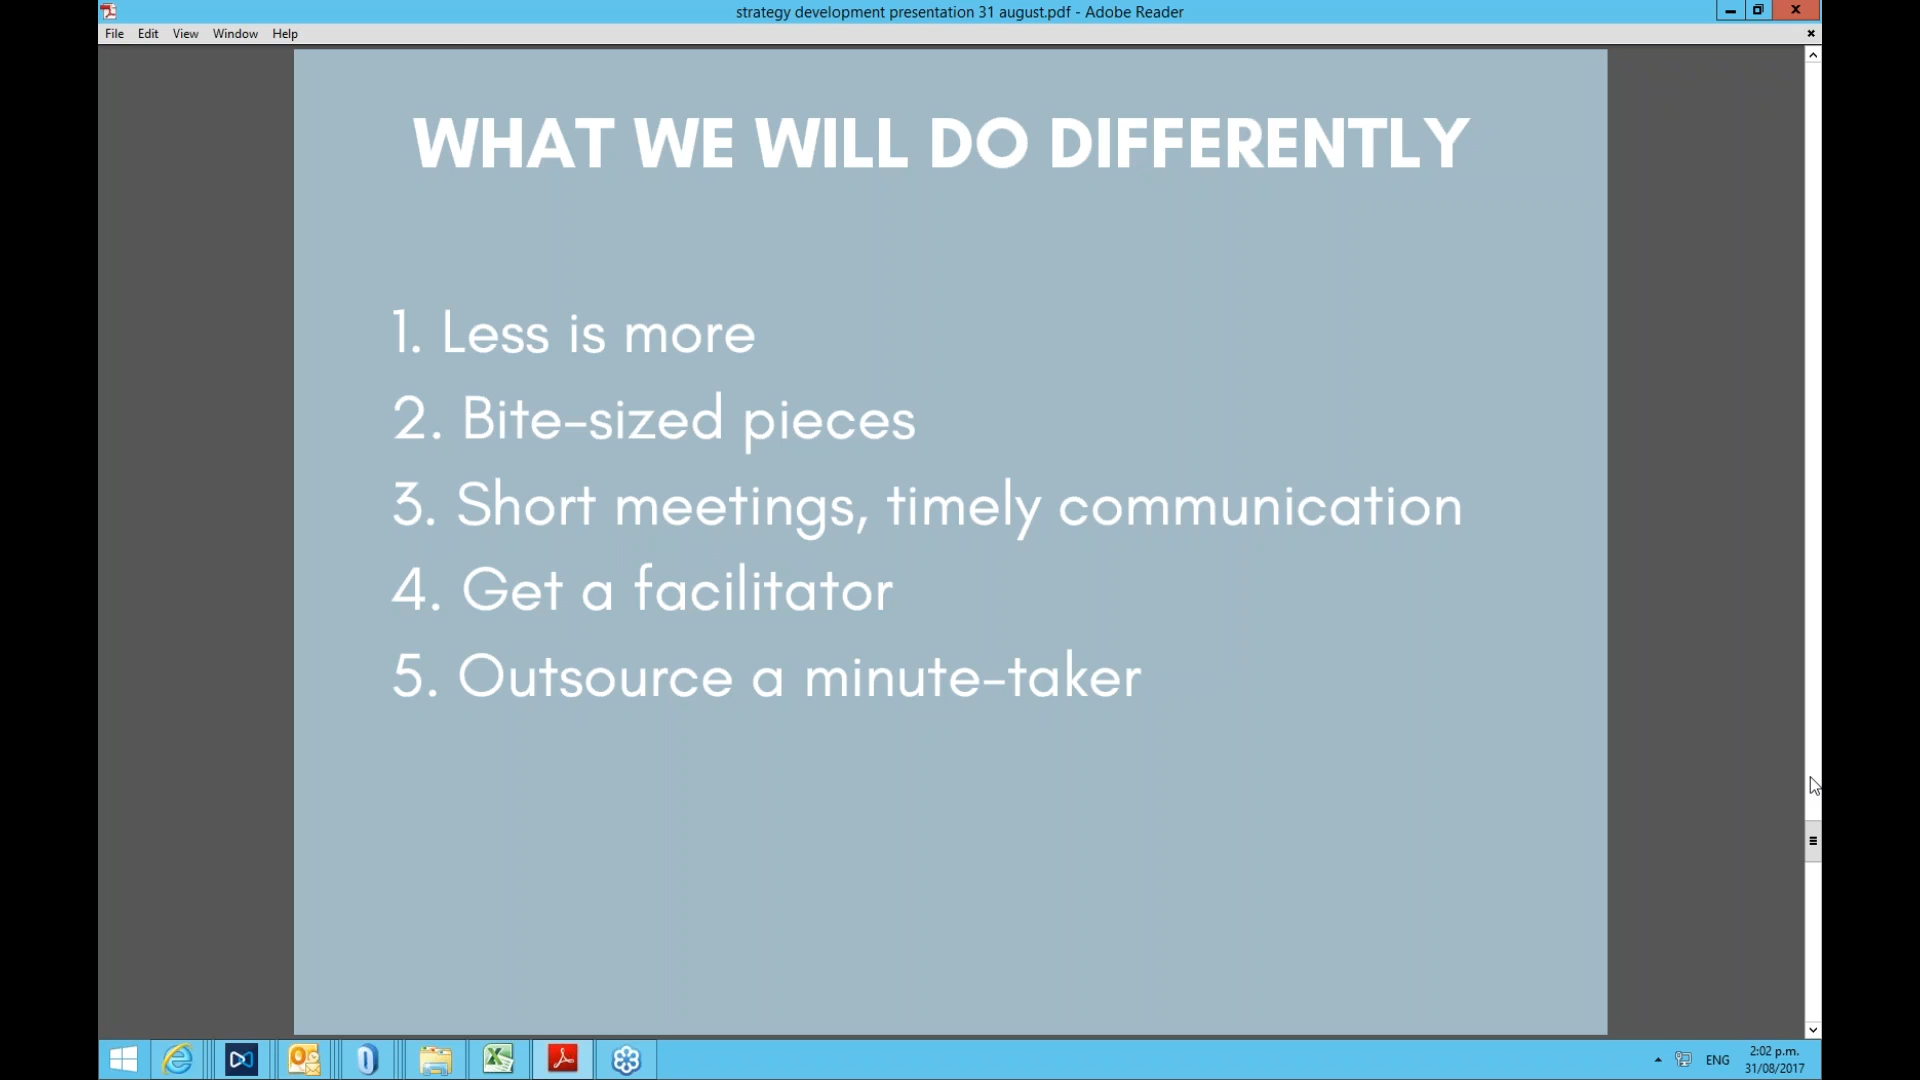 strategy development presentation 31 august.pdf - Adobe Reader
File Edit View Window Help
WHAT WE WILL DO DIFFERENTLY
1. Less is more
2. Bite-sized pieces
3. Short meetings, timely communication
4. Get a facilitator
5. Outsource a minute-taker
ENG
2:02 p.m.
31/08/2017